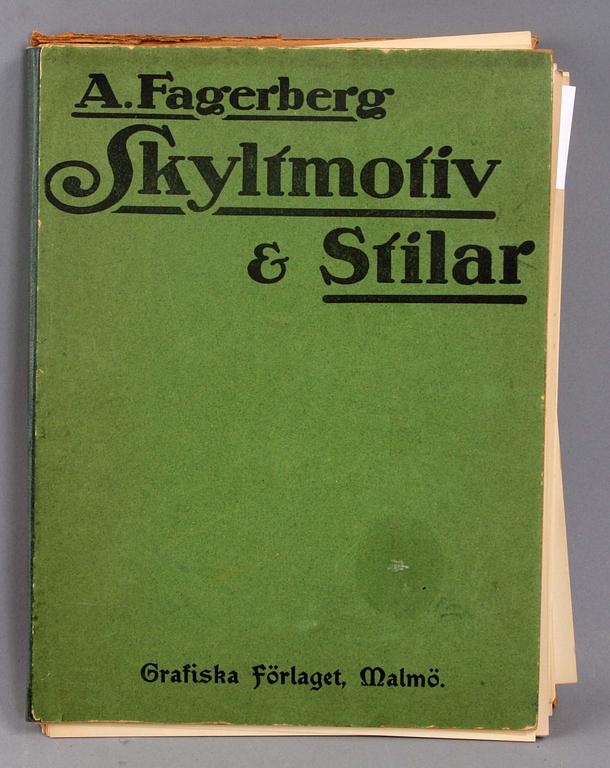 A. Fagerberg
Skyltmotiv
& Stilar
Grafiska Förlaget, Malmö.